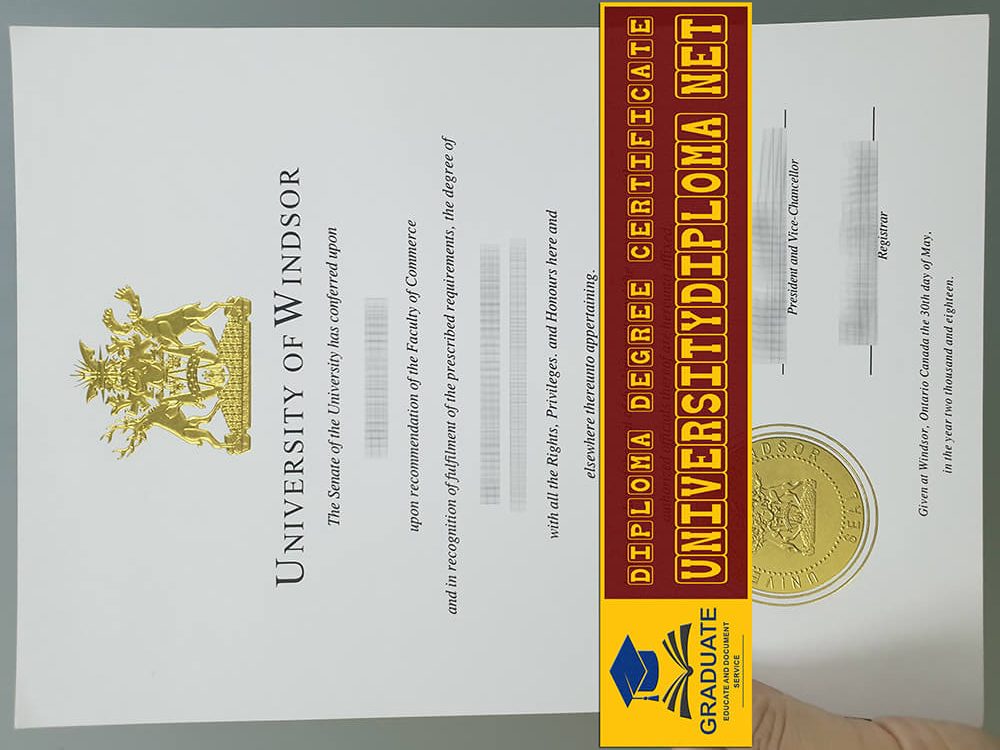 UNIVERSITY OF WINDSOR
The Senate of the University has conferred upon
upon recommendation of the Faculty of Commerce
and in recognition of fulfilment of the prescribed requirements, the degree of
with all the Rights, Privileges, and Honours here and
elsewhere thereunto appertaining.
DIPLOMA DEGREE CERTIFICATE
UNIVERSITYDIPLOMA NET
GRADUATE
EDUCATE AND DOCUMENT
SERVICE
President and Vice-Chancellor
Registrar
Given at Windsor, Ontario Canada the 30th day of May,
in the year two thousand and eighteen.